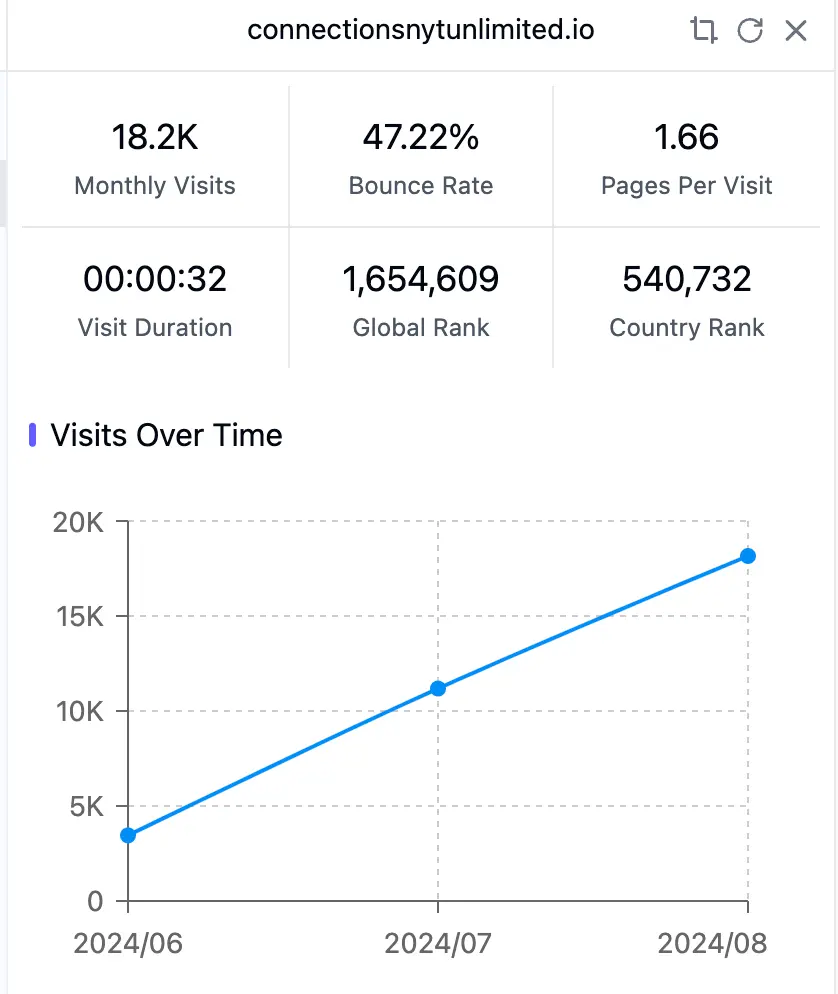 connectionsnytunlimited.io
18.2K
47.22%
1.66
Monthly Visits
Bounce Rate
Pages Per Visit
00:00:32
1,654,609
540,732
Visit Duration
Global Rank
Country Rank
Visits Over Time
20K
15K
10K
5K
0
2024/06
2024/07
2024/08